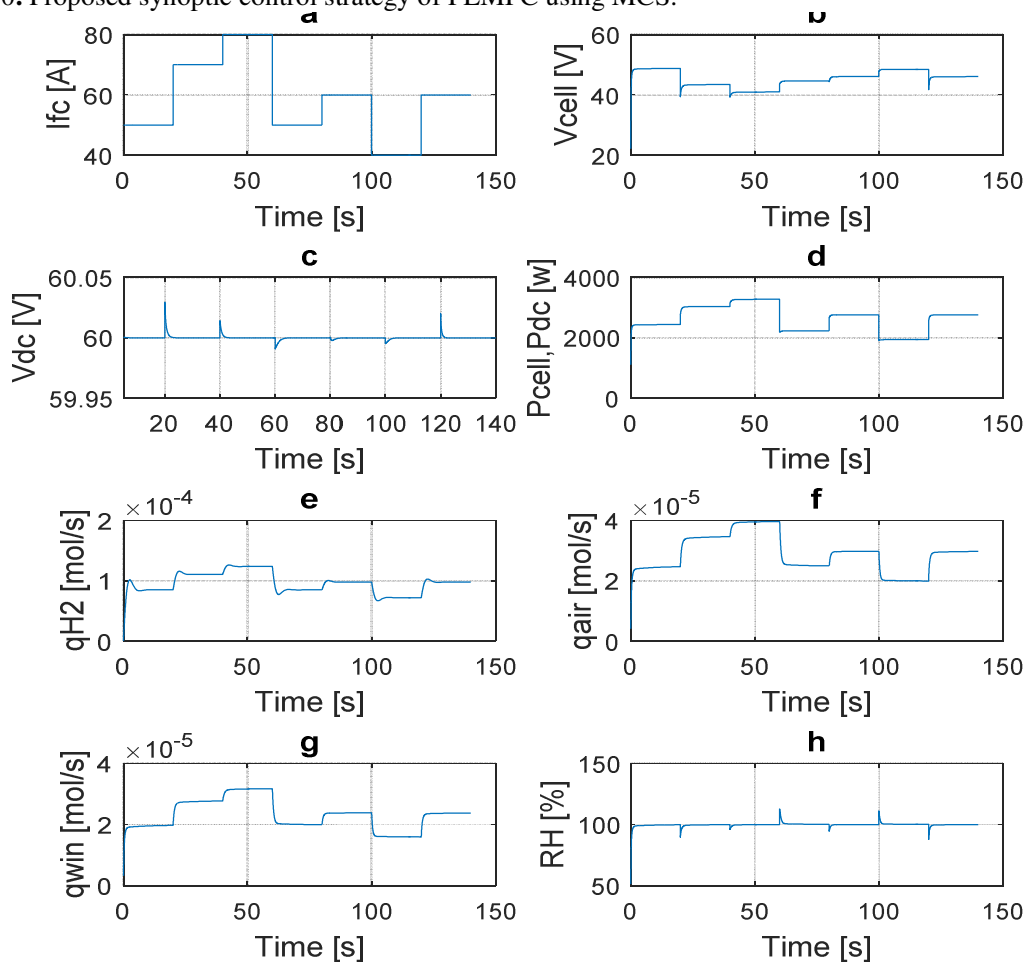 Proposed synoptic control strategy of PEMFC using MCS.
a
80
60
40
Ifc [A]
0 50 100 150
Time [s]
b
60
40
20
Vcell [V]
0 50 100 150
Time [s]
c
60.05
60
59.95
Vdc [V]
20 40 60 80 100 120 140
Time [s]
d
4000
2000
0
Pcell,Pdc [w]
0 50 100 150
Time [s]
e
×10-4
2
1
0
qH2 [mol/s]
0 50 100 150
Time [s]
f
×10-5
4
2
0
qair [mol/s]
0 50 100 150
Time [s]
g
×10-5
4
2
0
qwin [mol/s]
0 50 100 150
Time [s]
h
150
100
50
RH [%]
0 50 100 150
Time [s]